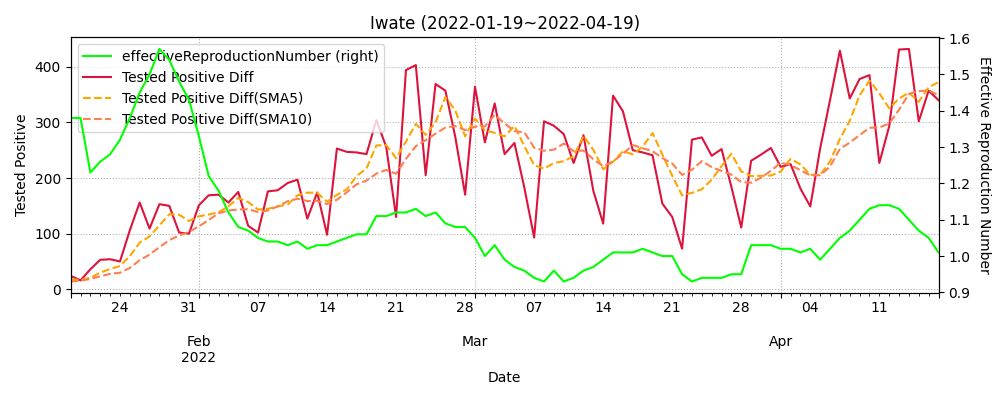 Iwate (2022-01-19~2022-04-19)
effectiveReproductionNumber (right)
Tested Positive Diff
Tested Positive Diff(SMA5)
Tested Positive Diff(SMA10)
Tested Positive
400
300
200
100
0
Effective Reproduction Number
1.6
1.5
1.4
1.3
1.2
1.1
1.0
0.9
24 31 07 14 21 28 07 14 21 28 04 11
Feb Mar Apr
2022
Date